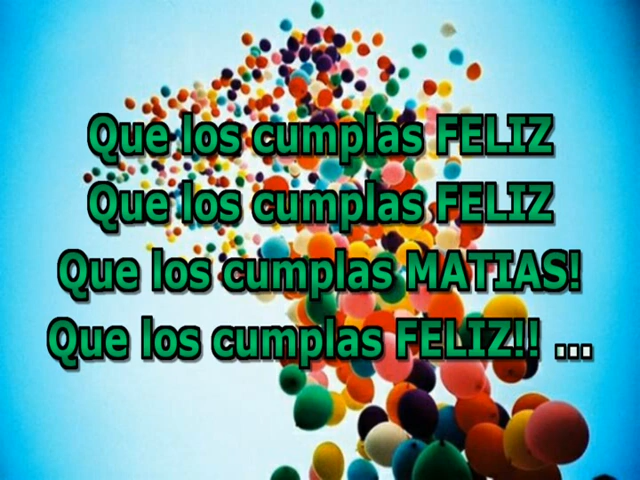 Que los cumplas FELIZ
Que los cumplas FELIZ
Que los cumplas MATIAS!
Que los cumplas FELIZ!! ...